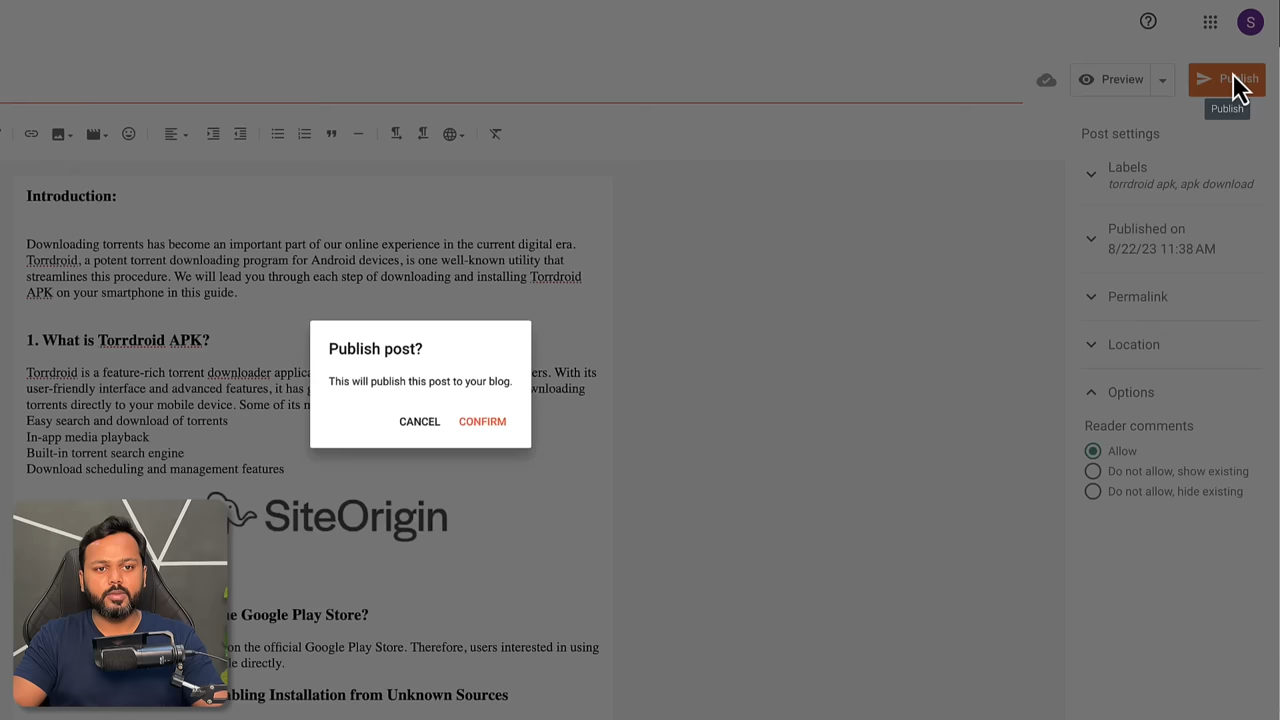 S
Preview
Publish
Publish
Post settings
Labels
torrdroid apk, apk download
Published on
8/22/23 11:38 AM
Permalink
Location
Options
Reader comments
Allow
Do not allow, show existing
Do not allow, hide existing
Introduction:
Downloading torrents has become an important part of our online experience in the current digital era.
Torrdroid, a potent torrent downloading program for Android devices, is one well-known utility that
streamlines this procedure. We will lead you through each step of downloading and installing Torrdroid
APK on your smartphone in this guide.
1. What is Torrdroid APK?
Torrdroid is a feature-rich torrent downloader applica ers. With its
user-friendly interface and advanced features, it has wnloading
torrents directly to your mobile device. Some of its
Easy search and download of torrents
In-app media playback
Built-in torrent search engine
Download scheduling and management features
Publish post?
This will publish this post to your blog.
CANCEL CONFIRM
SiteOrigin
e Google Play Store?
on the official Google Play Store. Therefore, users interested in using
le directly.
bling Installation from Unknown Sources